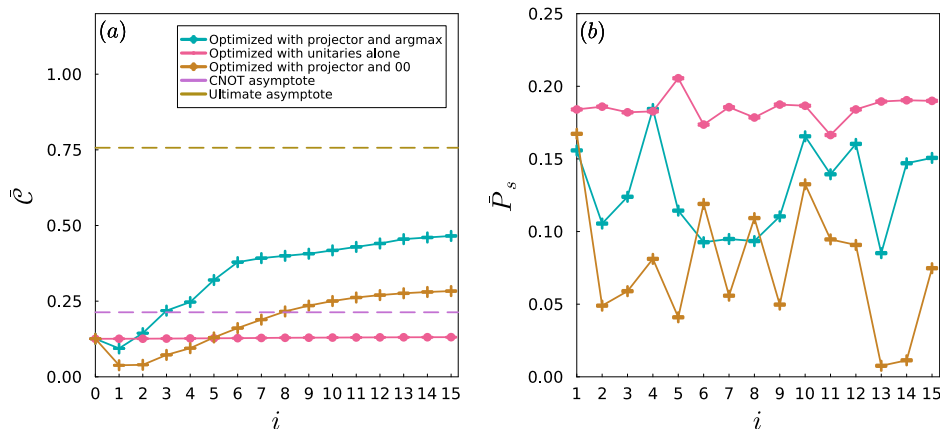 (a)
Optimized with projector and argmax
Optimized with unitaries alone
Optimized with projector and 00
CNOT asymptote
Ultimate asymptote
1.00
0.75
0.50
0.25
0.00
𝒞̄
0 1 2 3 4 5 6 7 8 9 10 11 12 13 14 15
i
(b)
0.20
0.15
0.10
0.05
0.00
P̄ₛ
1 2 3 4 5 6 7 8 9 10 11 12 13 14 15
i